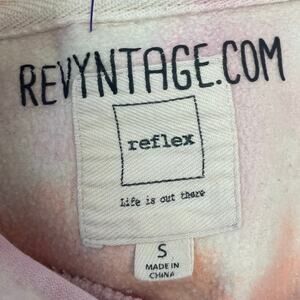 REVYNTAGE.COM
reflex
Life is out there
S
MADE IN
CHINA